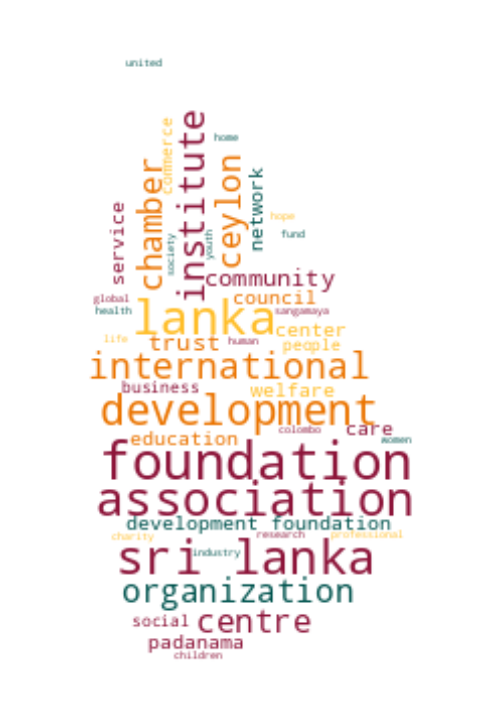 united
home
commerce
institute
chamber
ceylon
network
service
hope
fund
society
youth
community
global
council
health
sangamaya
lanka
center
life
trust
human
people
international
business
welfare
development
colombo
care
education
women
foundation
association
development foundation
charity
research
professional
sri lanka
industry
organization
social
centre
padanama
children